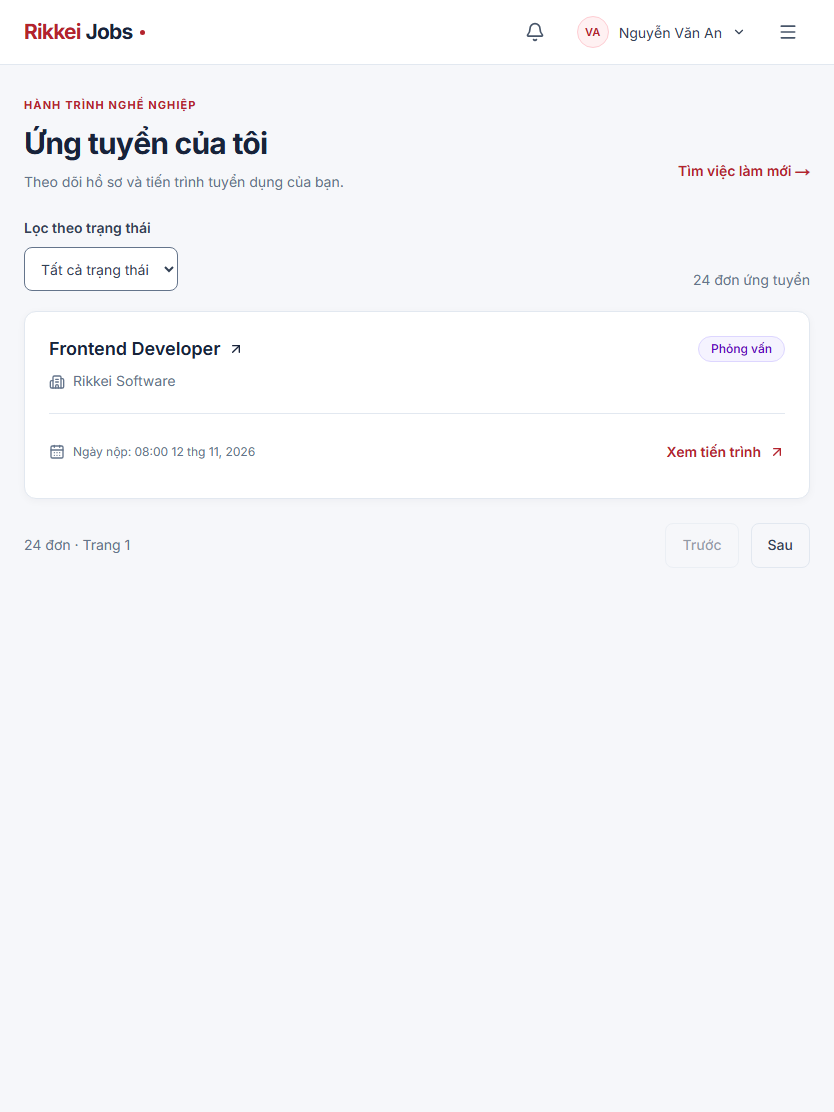 Rikkei Jobs
VA Nguyễn Văn An
HÀNH TRÌNH NGHỀ NGHIỆP
Ứng tuyển của tôi
Theo dõi hồ sơ và tiến trình tuyển dụng của bạn.
Tìm việc làm mới →
Lọc theo trạng thái
Tất cả trạng thái
24 đơn ứng tuyển
Frontend Developer
Phỏng vấn
Rikkei Software
Ngày nộp: 08:00 12 thg 11, 2026
Xem tiến trình
24 đơn · Trang 1
Trước
Sau